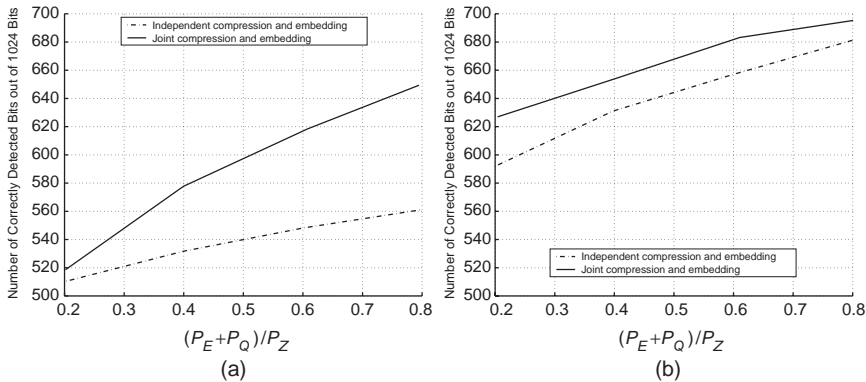 Number of Correctly Detected Bits out of 1024 Bits
700
680
660
640
620
600
580
560
540
520
500
Independent compression and embedding
Joint compression and embedding
0.2 0.3 0.4 0.5 0.6 0.7 0.8
(P_E+P_Q)/P_Z
(a)
Number of Correctly Detected Bits out of 1024 Bits
700
680
660
640
620
600
580
560
540
520
500
Independent compression and embedding
Joint compression and embedding
0.2 0.3 0.4 0.5 0.6 0.7 0.8
(P_E+P_Q)/P_Z
(b)